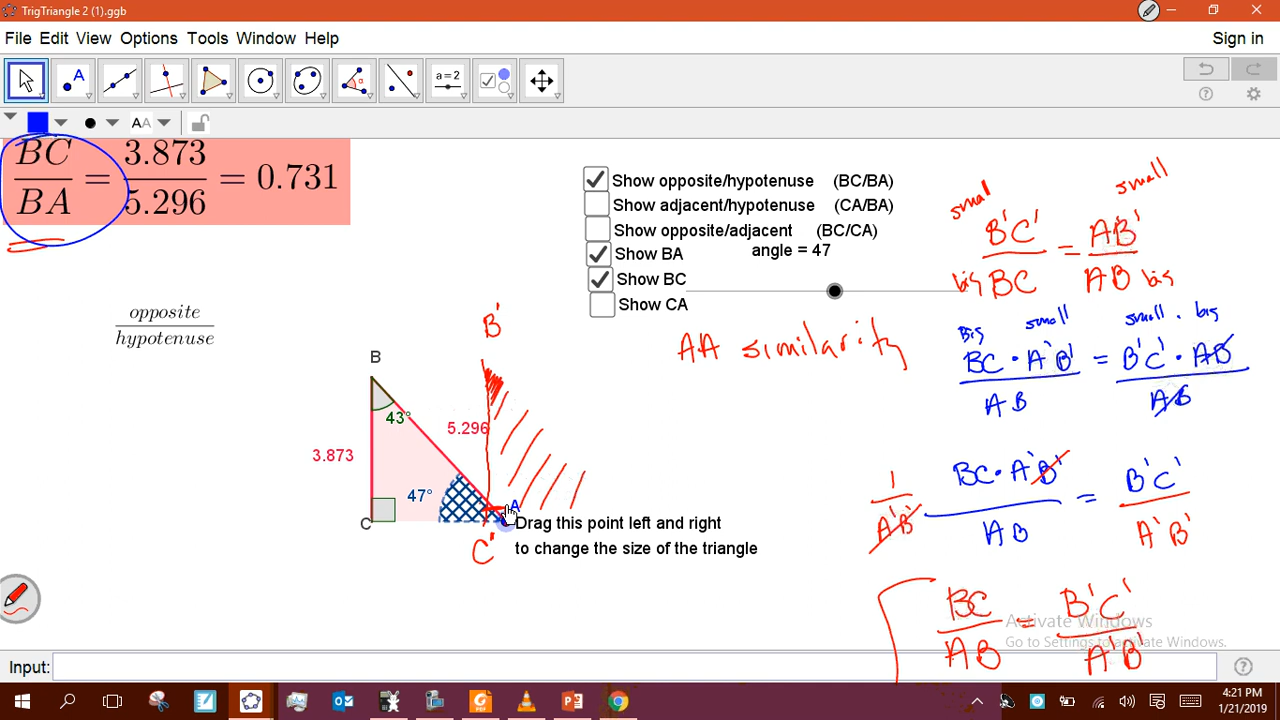 TrigTriangle 2 (1).ggb
File Edit View Options Tools Window Help
Sign in
A
a = 2
AA
BC/BA = 3.873/5.296 = 0.731
Show opposite/hypotenuse (BC/BA)
Show adjacent/hypotenuse (CA/BA)
Show opposite/adjacent (BC/CA)
angle = 47
Show BA
Show BC
Show CA
small small
B'C'/BC = AB'/AB
big big
opposite/hypotenuse
B'
AA similarity
Big small small . big
BC · A'B'/AB = B'C' · AB/AB
B
43°
5.296
3.873
47°
A
C
C'
Drag this point left and right
to change the size of the triangle
1/A'B' BC · A'B'/AB = B'C'/A'B'
BC/AB = B'C'/A'B'
Activate Windows
Go to Settings to activate Windows.
Input:
4:21 PM
1/21/2019